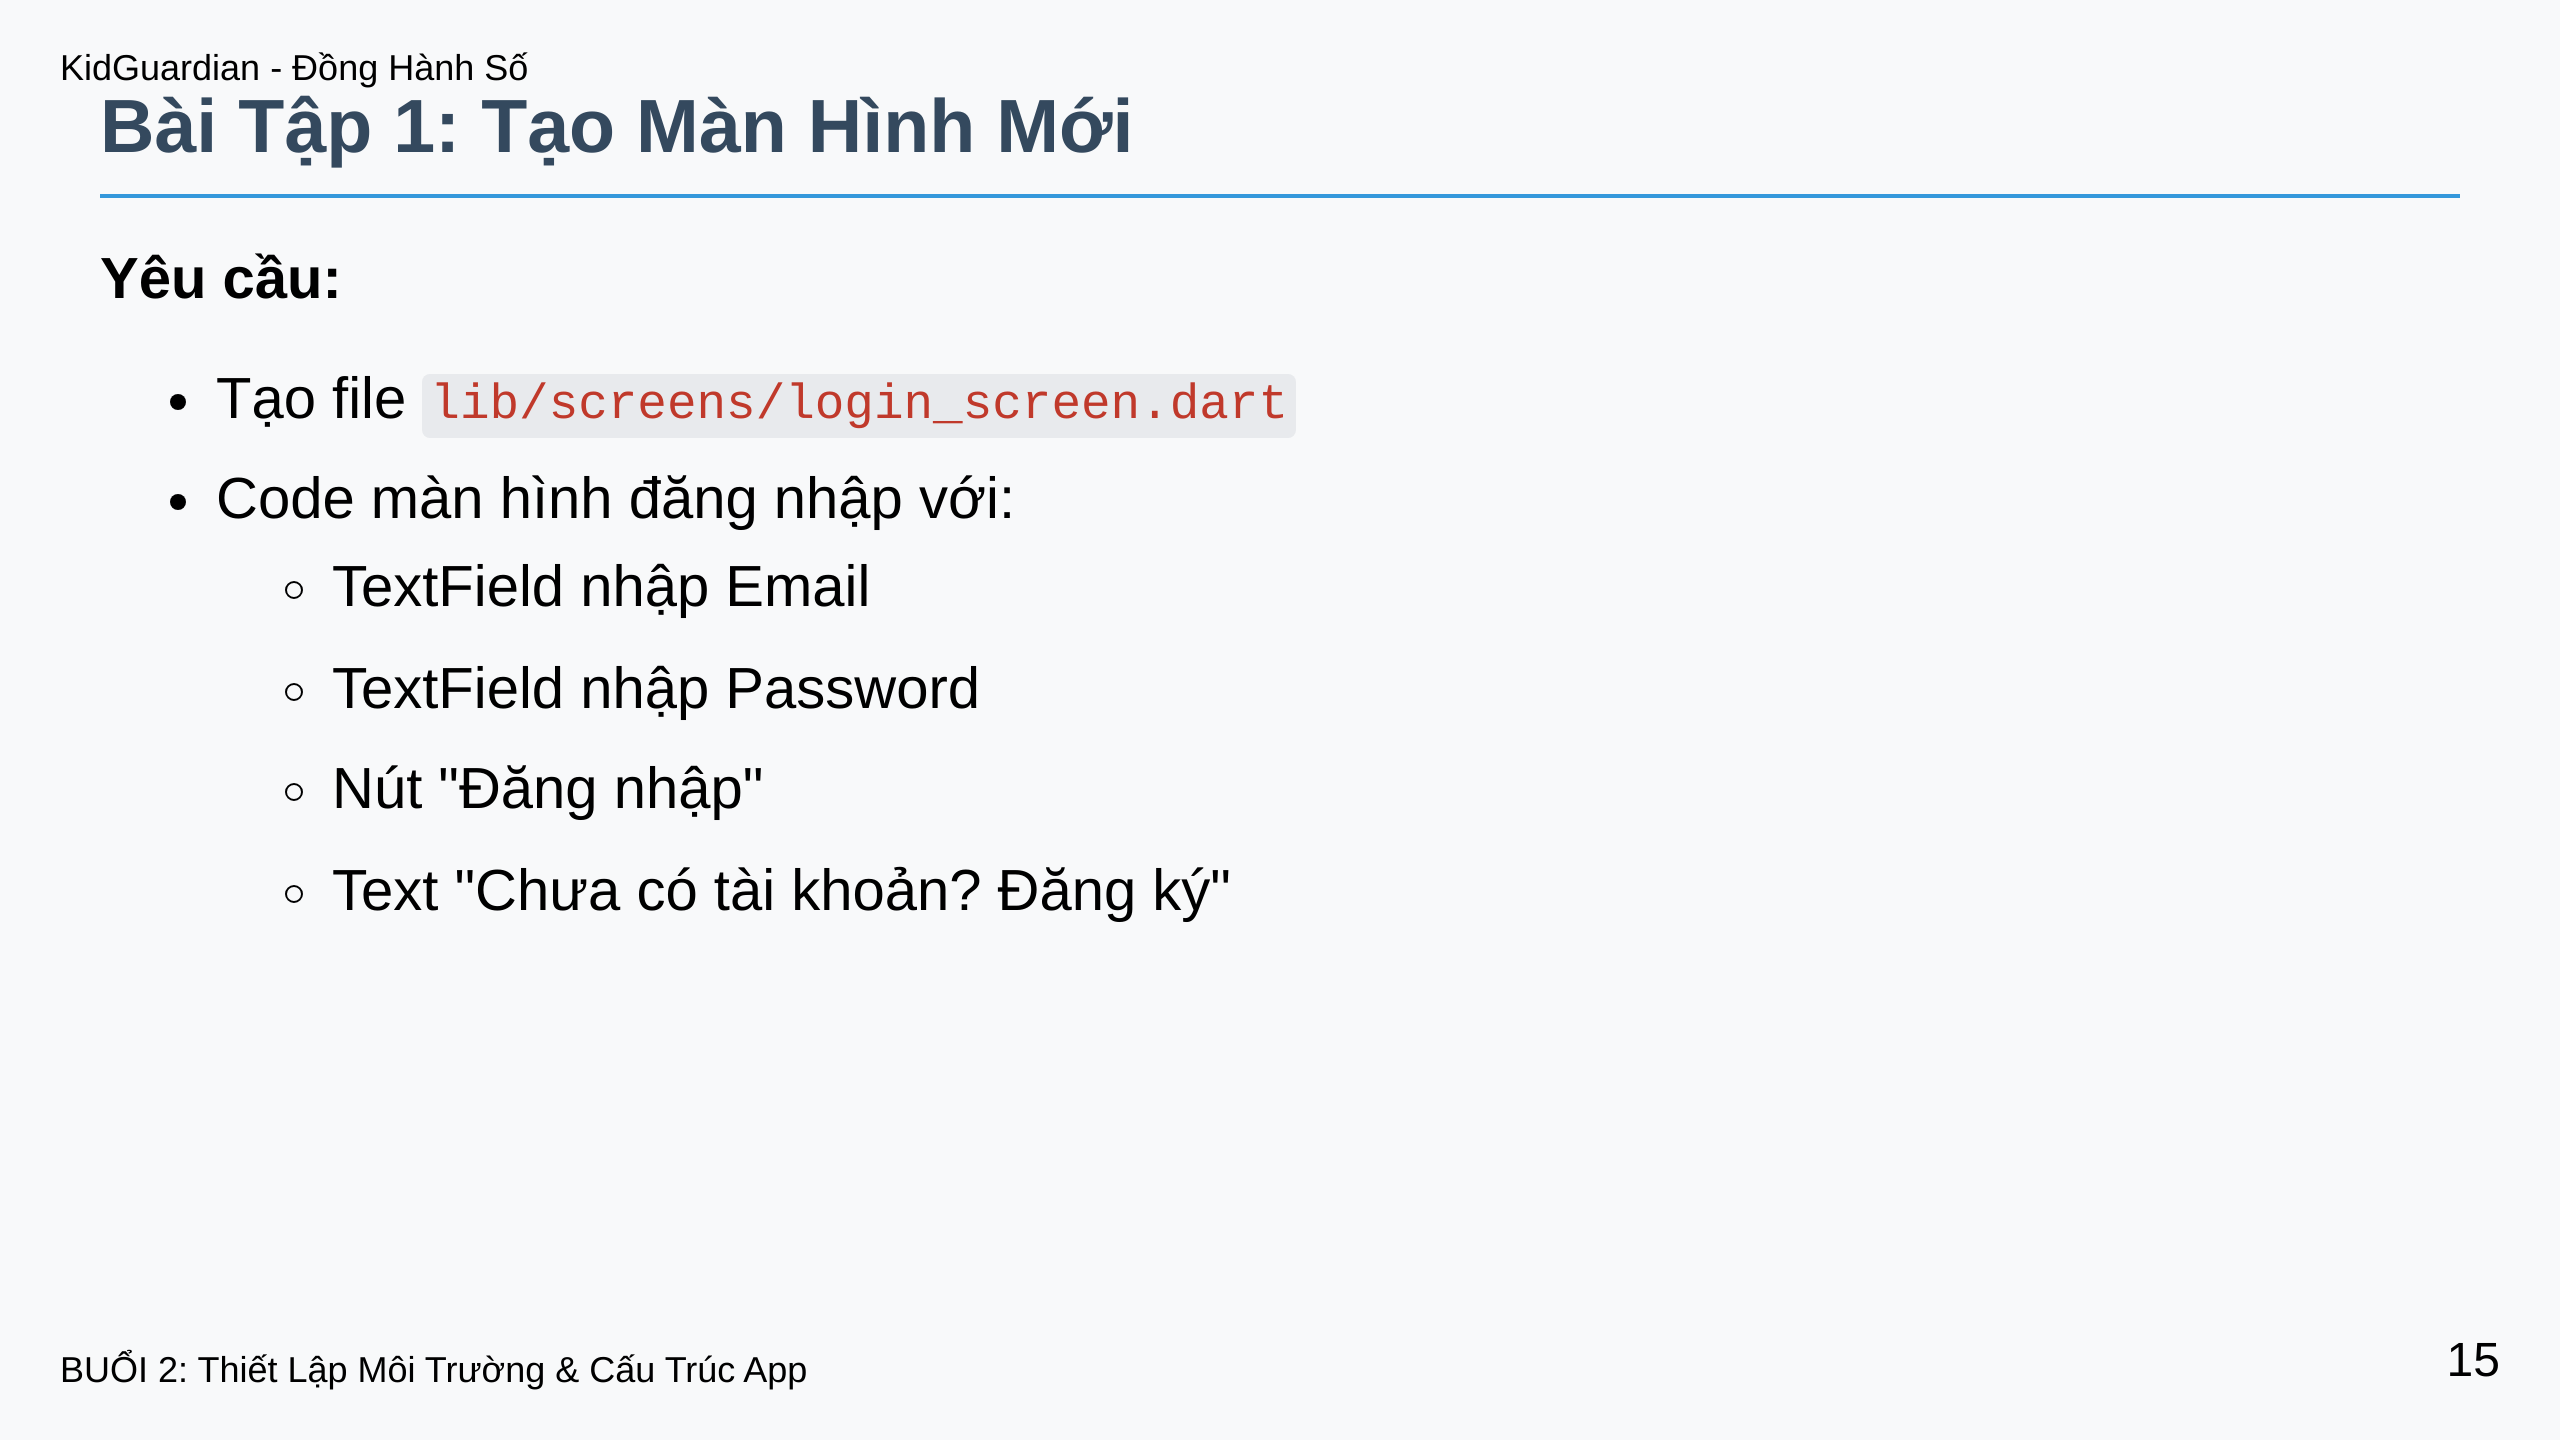 KidGuardian - Đồng Hành Số
Bài Tập 1: Tạo Màn Hình Mới
Yêu cầu:
Tạo file lib/screens/login_screen.dart
Code màn hình đăng nhập với:
TextField nhập Email
TextField nhập Password
Nút "Đăng nhập"
Text "Chưa có tài khoản? Đăng ký"
BUỔI 2: Thiết Lập Môi Trường & Cấu Trúc App
15